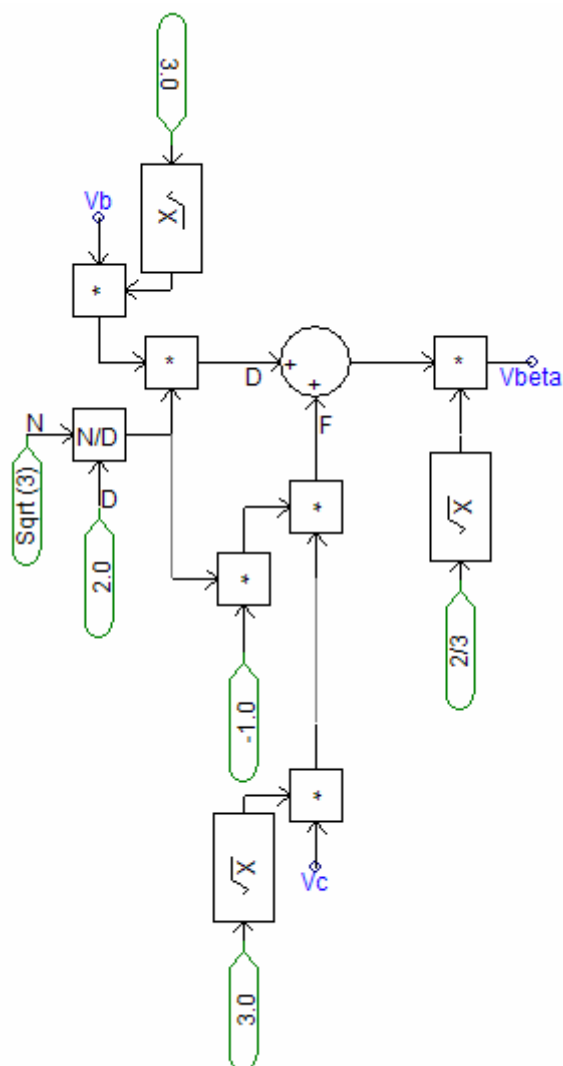 3.0
√X
Vb
*
*
D
+
+
*
Vbeta
N
N/D
Sqrt (3)
D
2.0
F
*
*
√X
2/3
-1.0
*
√X
Vc
3.0